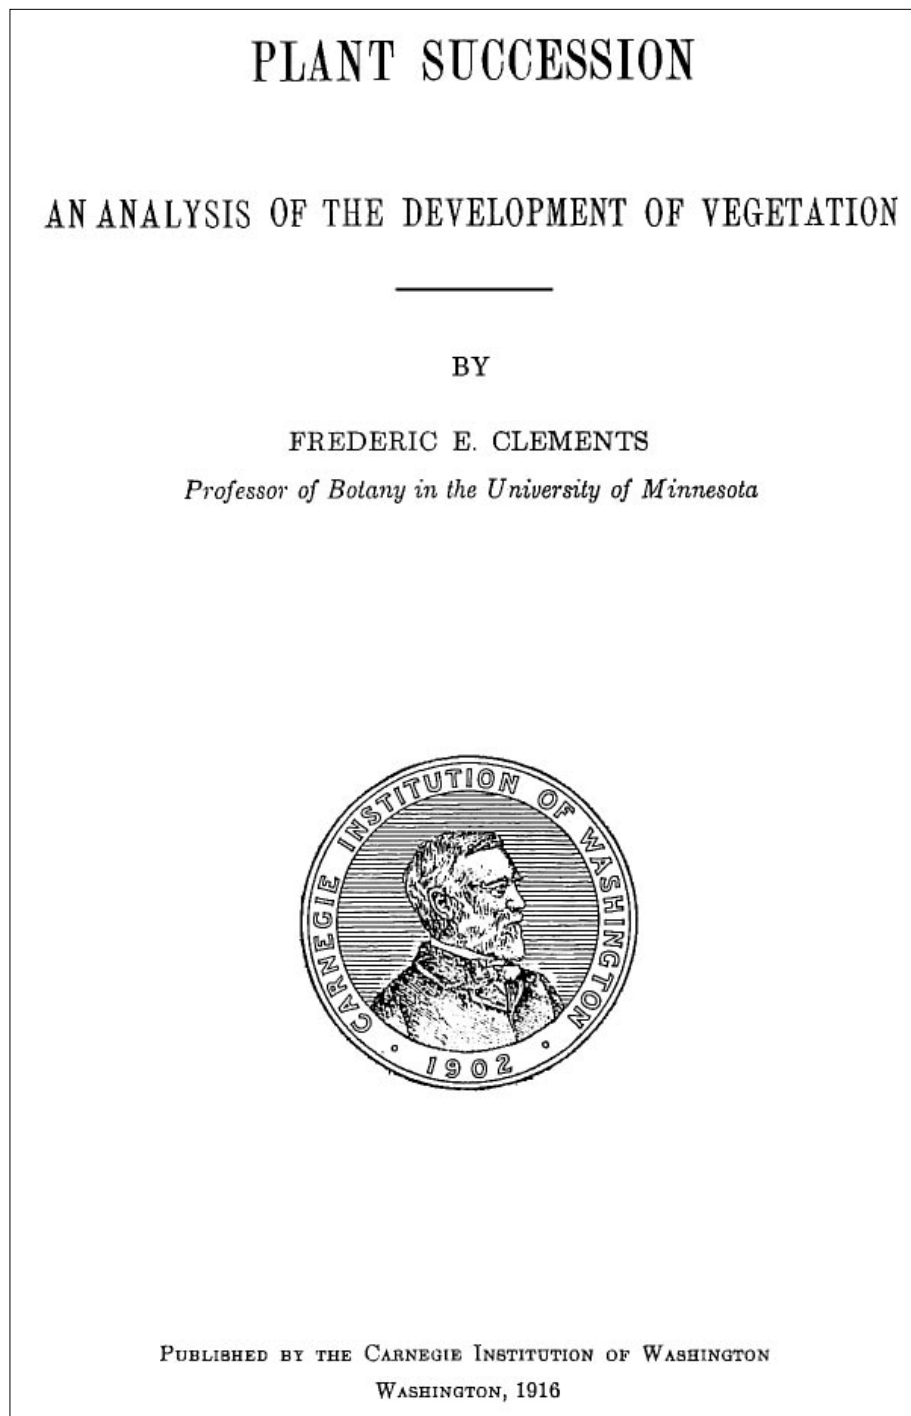 PLANT SUCCESSION
AN ANALYSIS OF THE DEVELOPMENT OF VEGETATION
BY
FREDERIC E. CLEMENTS
Professor of Botany in the University of Minnesota
CARNEGIE INSTITUTION OF WASHINGTON
· 1902 ·
PUBLISHED BY THE CARNEGIE INSTITUTION OF WASHINGTON
WASHINGTON, 1916